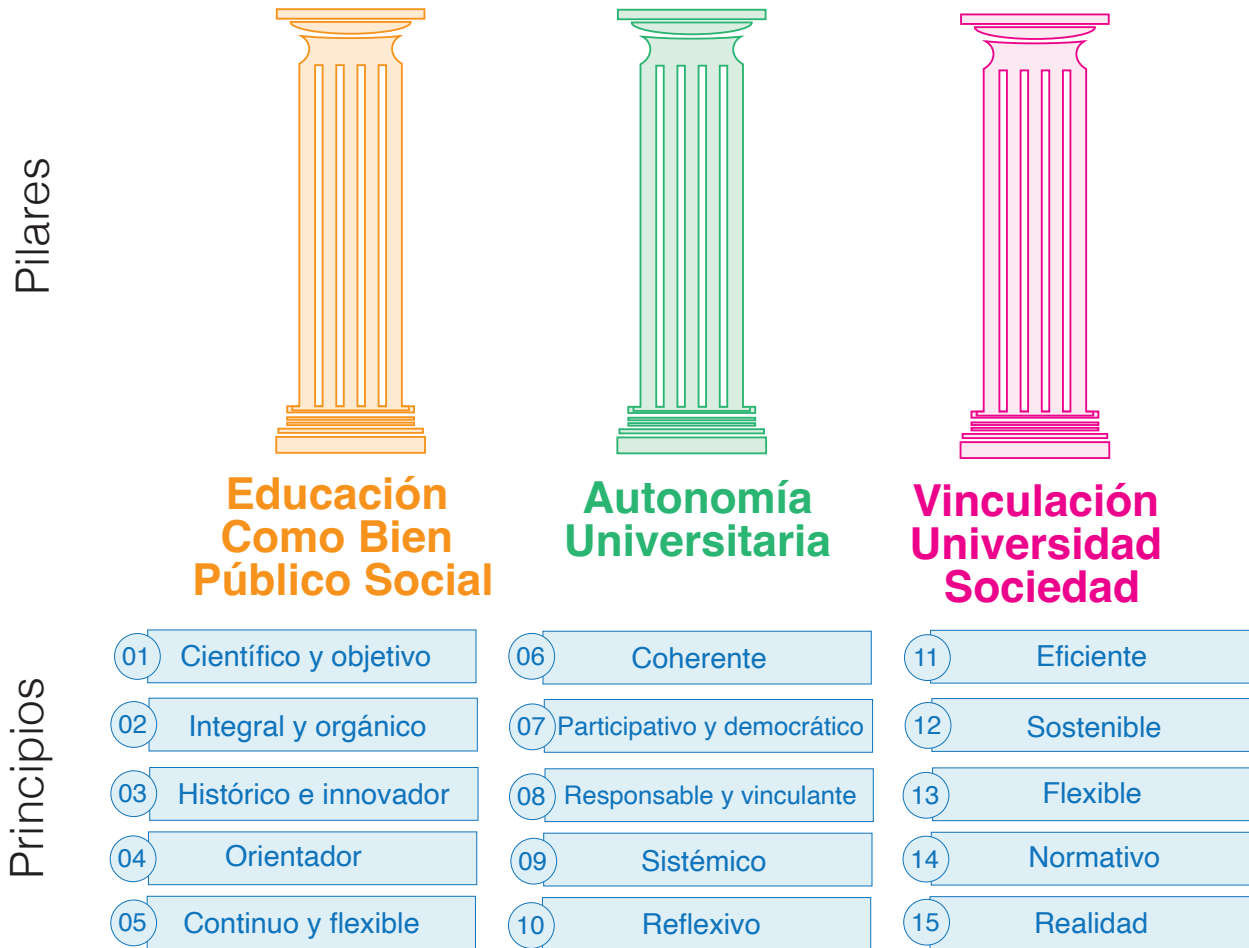 Pilares
Educación
Como Bien
Público Social
Autonomía
Universitaria
Vinculación
Universidad
Sociedad
Principios
01 Científico y objetivo
02 Integral y orgánico
03 Histórico e innovador
04 Orientador
05 Continuo y flexible
06 Coherente
07 Participativo y democrático
08 Responsable y vinculante
09 Sistémico
10 Reflexivo
11 Eficiente
12 Sostenible
13 Flexible
14 Normativo
15 Realidad